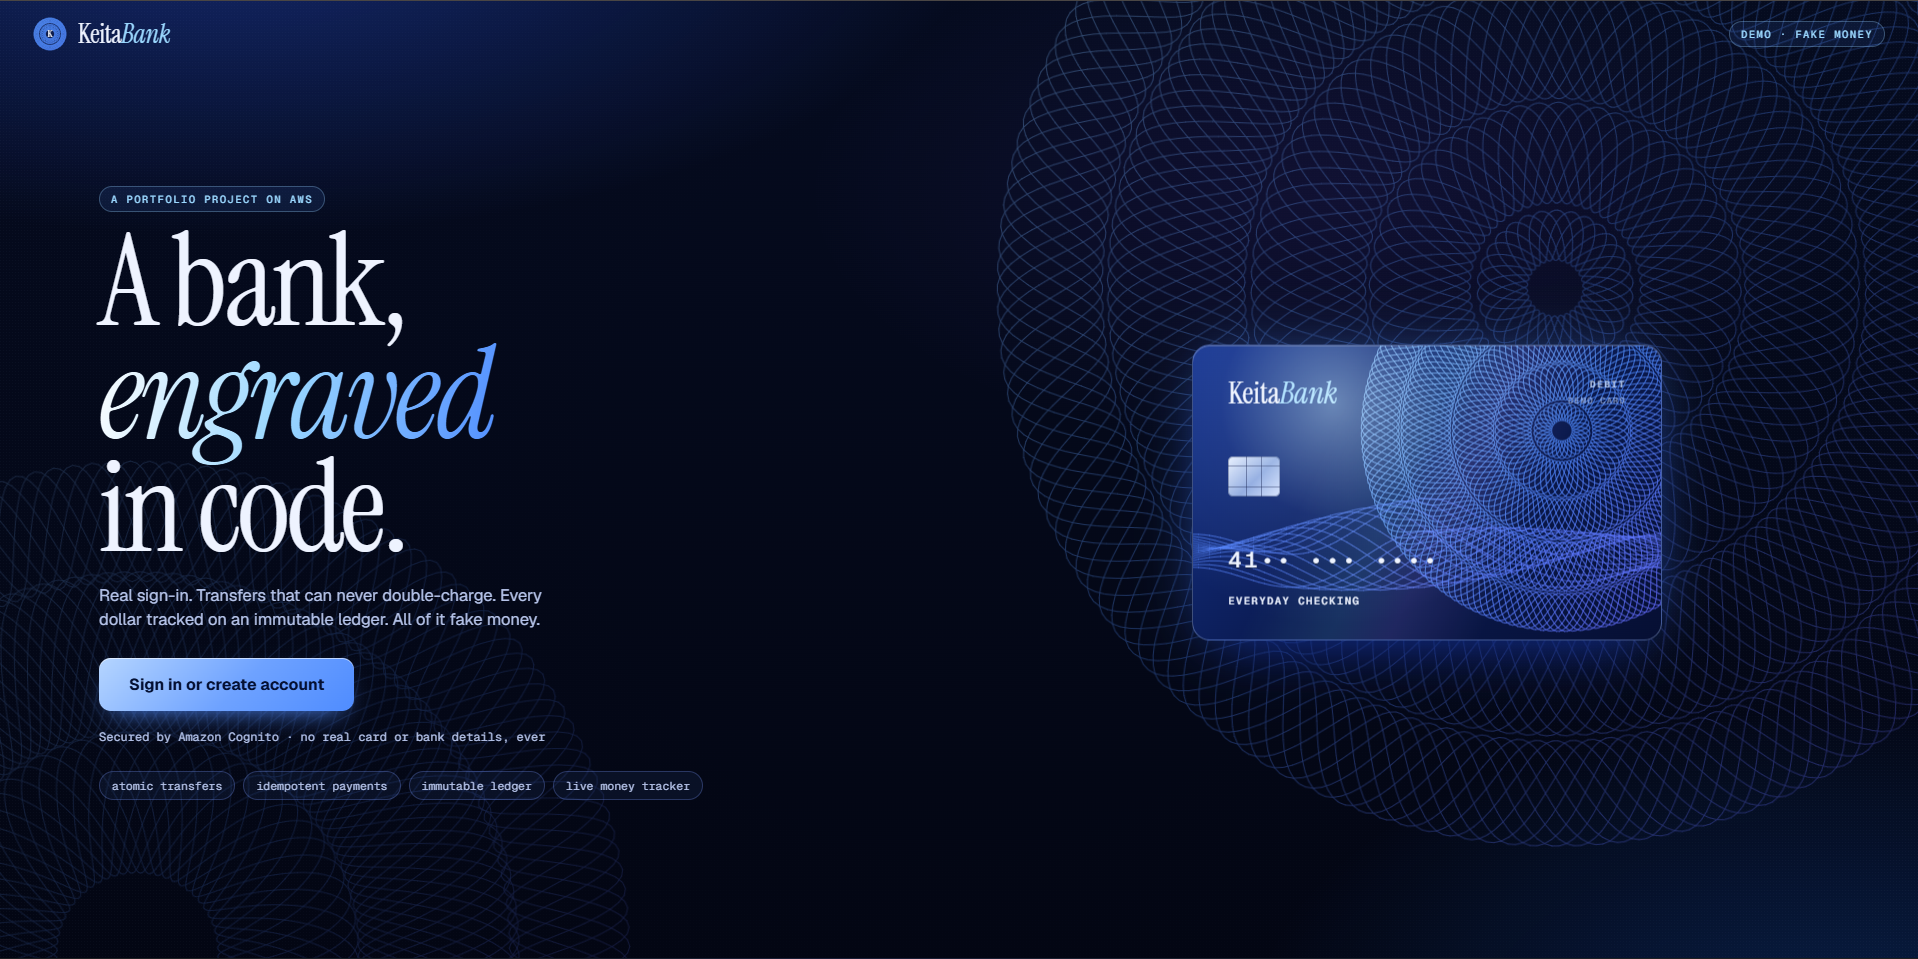 KeitaBank
DEMO · FAKE MONEY
A PORTFOLIO PROJECT ON AWS
A bank,
engraved
in code.
Real sign-in. Transfers that can never double-charge. Every
dollar tracked on an immutable ledger. All of it fake money.
Sign in or create account
Secured by Amazon Cognito · no real card or bank details, ever
atomic transfers
idempotent payments
immutable ledger
live money tracker
KeitaBank
DEBIT
DEMO CARD
41•• ••• ••••
EVERYDAY CHECKING